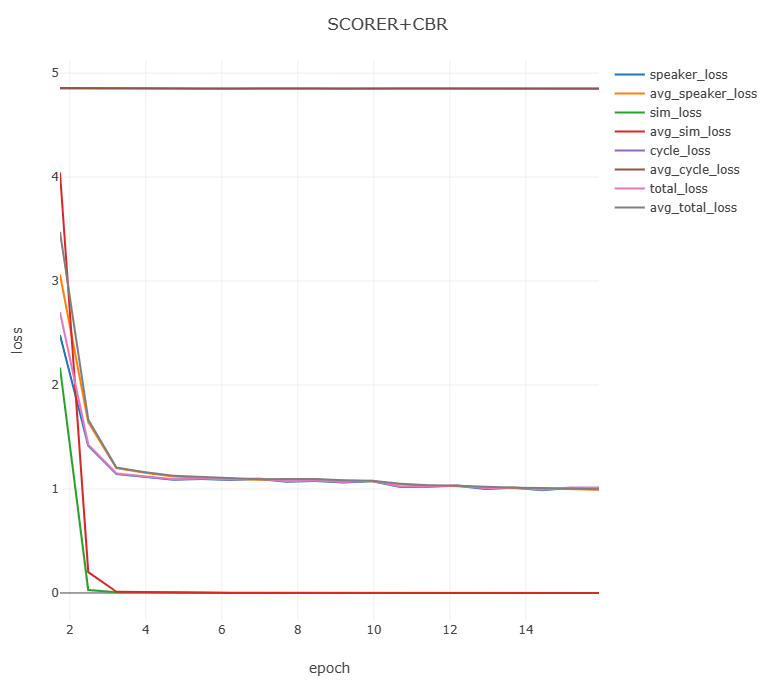 SCORER+CBR
5
4
3
2
1
0
loss
2
4
6
8
10
12
14
epoch
speaker_loss
avg_speaker_loss
sim_loss
avg_sim_loss
cycle_loss
avg_cycle_loss
total_loss
avg_total_loss